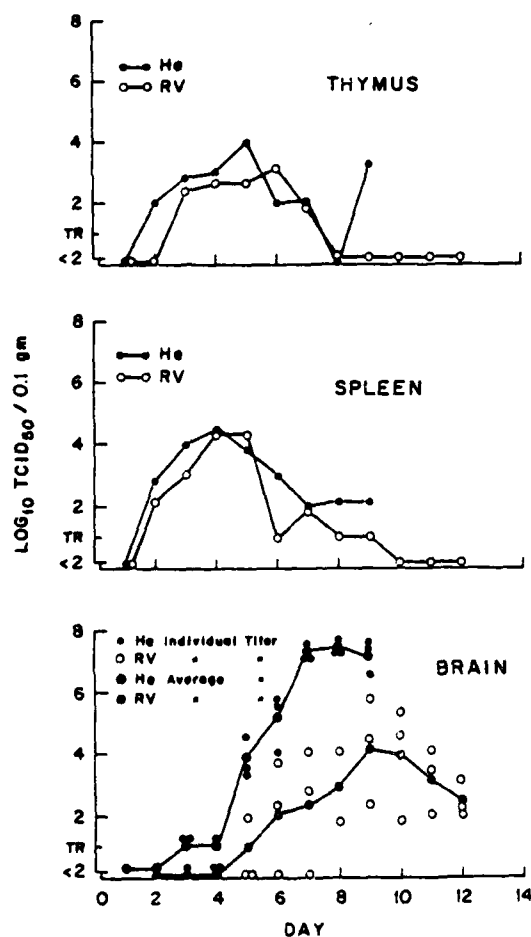 8
He
RV
THYMUS
6
4
2
TR
<2
8
He
RV
SPLEEN
6
4
2
TR
<2
LOG10 TCID50 / 0.1 gm
8
He Individual Titer
RV " "
He Average "
RV " "
BRAIN
6
4
2
TR
<2
0 2 4 6 8 10 12 14
DAY